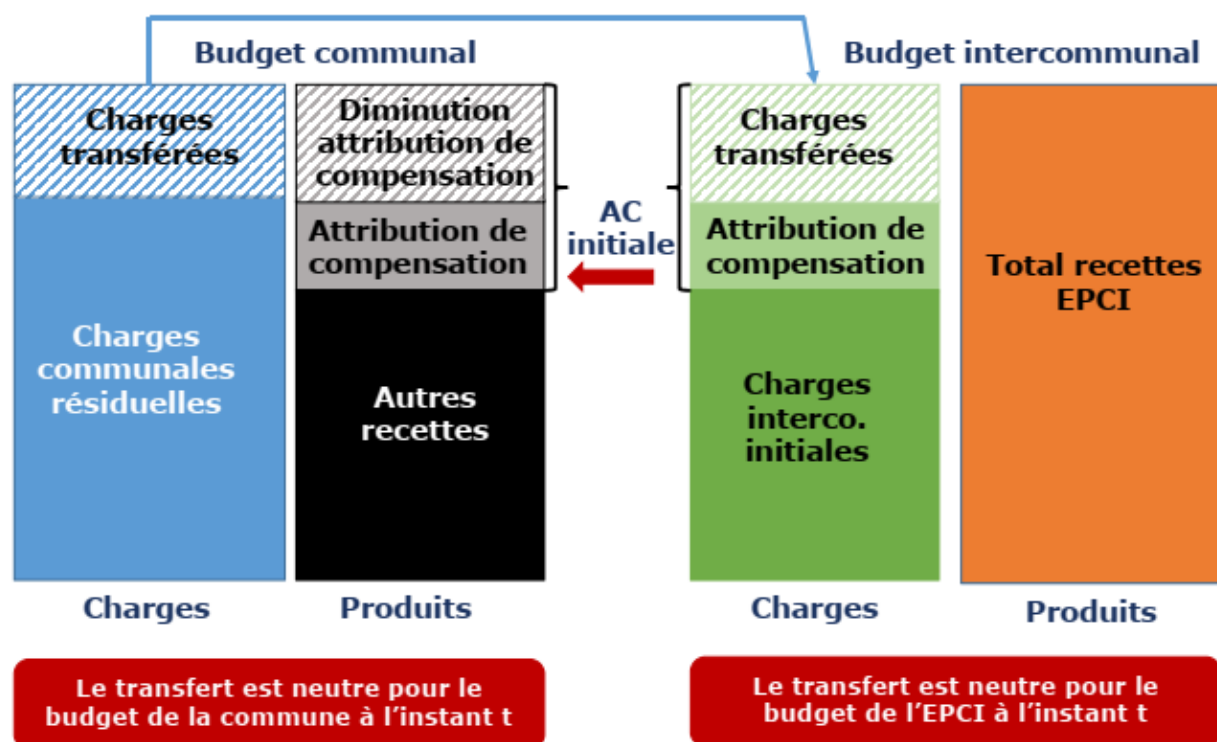 Budget communal
Budget intercommunal
Charges
transférées
Diminution
attribution de
compensation
Attribution de
compensation
Charges
communales
résiduelles
Autres
recettes
AC
initiale
Charges
transférées
Attribution de
compensation
Charges
interco.
initiales
Total recettes
EPCI
Charges
Produits
Charges
Produits
Le transfert est neutre pour le
budget de la commune à l'instant t
Le transfert est neutre pour le
budget de l'EPCI à l'instant t